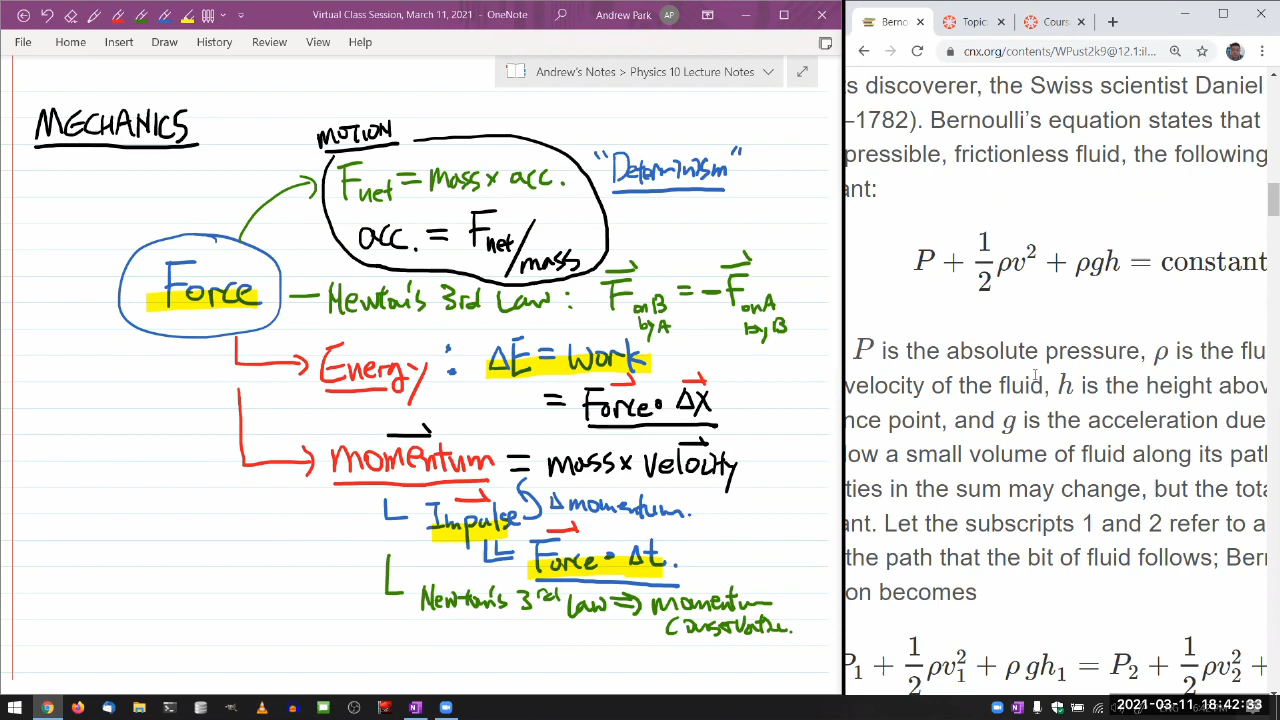 Virtual Class Session, March 11, 2021 - OneNote
Andrew Park
AP
File Home Insert Draw History Review View Help
Andrew's Notes > Physics 10 Lecture Notes
MECHANICS
MOTION
Fnet = mass x acc.
acc. = Fnet/mass
"Determinism"
Force
— Newton's 3rd Law : F on B by A = -F on A by B
Energy : ΔE = Work
= Force • ΔX
momentum = mass x velocity
Impulse Δmomentum.
Force • Δt.
Newton's 3rd Law => momentum
Conservation.
Berno
Topic
Cours
cnx.org/contents/WPust2k9@12.1:il...
s discoverer, the Swiss scientist Daniel
–1782). Bernoulli's equation states that
pressible, frictionless fluid, the following
ant:
P + 1/2 ρv² + ρgh = constant
P is the absolute pressure, ρ is the flu
velocity of the fluid, h is the height abov
nce point, and g is the acceleration due
low a small volume of fluid along its path
ties in the sum may change, but the tota
ant. Let the subscripts 1 and 2 refer to a
the path that the bit of fluid follows; Ber
on becomes
P₁ + 1/2 ρv₁² + ρ gh₁ = P₂ + 1/2 ρv₂² +
2021-03-11 18:42:33